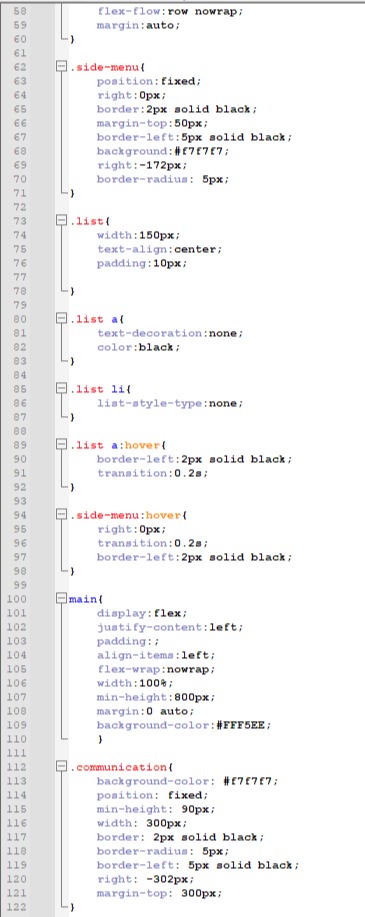 58 flex-flow:row nowrap;
59 margin:auto;
60 }
61
62 .side-menu{
63 position:fixed;
64 right:0px;
65 border:2px solid black;
66 margin-top:50px;
67 border-left:5px solid black;
68 background:#f7f7f7;
69 right:-172px;
70 border-radius: 5px;
71 }
72
73 .list{
74 width:150px;
75 text-align:center;
76 padding:10px;
77
78 }
79
80 .list a{
81 text-decoration:none;
82 color:black;
83 }
84
85 .list li{
86 list-style-type:none;
87 }
88
89 .list a:hover{
90 border-left:2px solid black;
91 transition:0.2s;
92 }
93
94 .side-menu:hover{
95 right:0px;
96 transition:0.2s;
97 border-left:2px solid black;
98 }
99
100 main{
101 display:flex;
102 justify-content:left;
103 padding:;
104 align-items:left;
105 flex-wrap:nowrap;
106 width:100%;
107 min-height:800px;
108 margin:0 auto;
109 background-color:#FFF5EE;
110 }
111
112 .communication{
113 background-color: #f7f7f7;
114 position: fixed;
115 min-height: 90px;
116 width: 300px;
117 border: 2px solid black;
118 border-radius: 5px;
119 border-left: 5px solid black;
120 right: -302px;
121 margin-top: 300px;
122 }